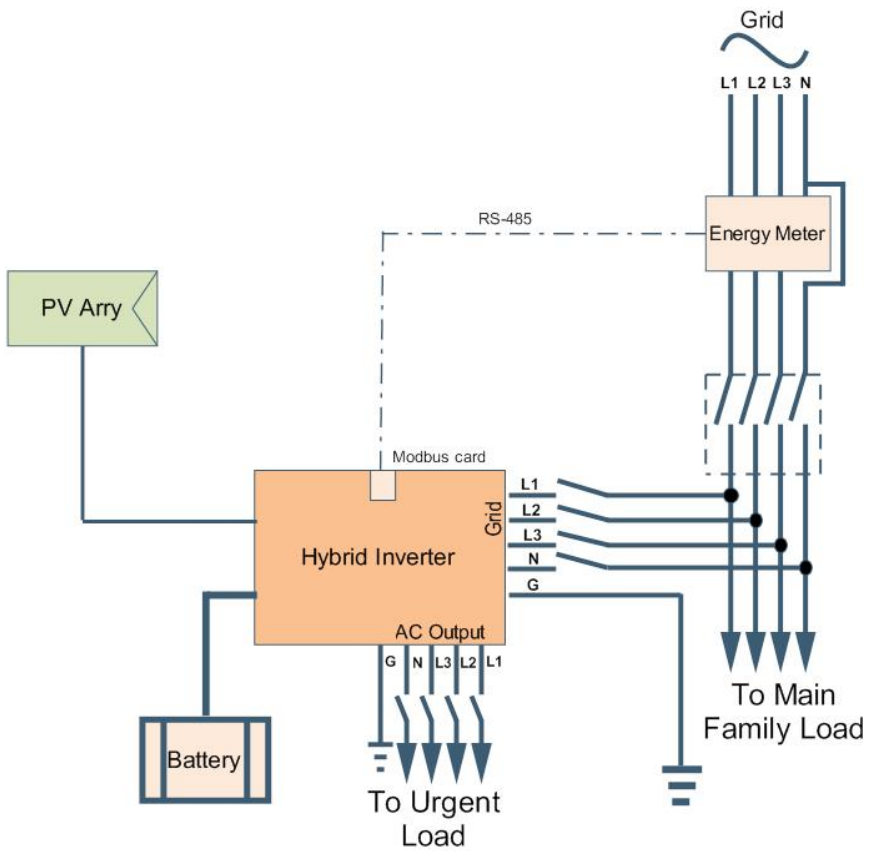 Grid
L1 L2 L3 N
RS-485
Energy Meter
PV Arry
Modbus card
L1
L2
L3
N
G
Grid
Hybrid Inverter
AC Output
G N L3 L2 L1
Battery
To Main
Family Load
To Urgent
Load